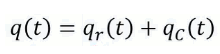 q(t) = q_r(t) + q_C(t)